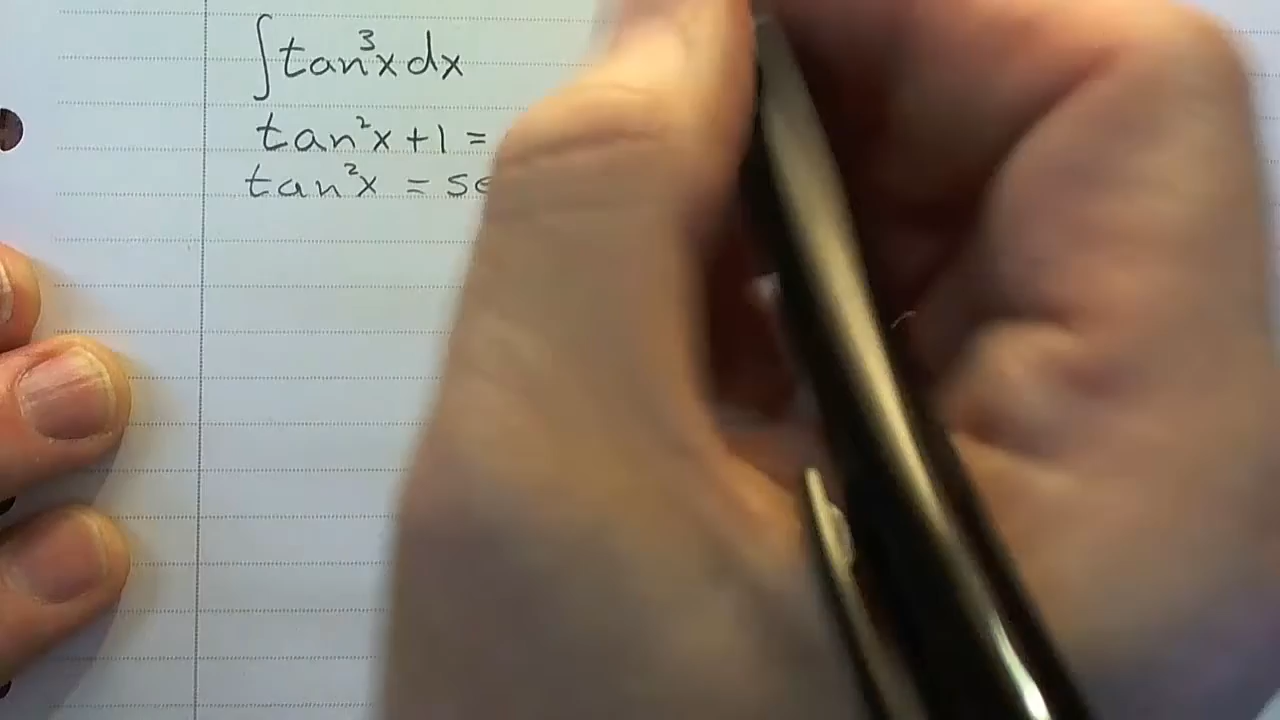 ∫tan³x dx
tan²x + 1 =
tan²x = se